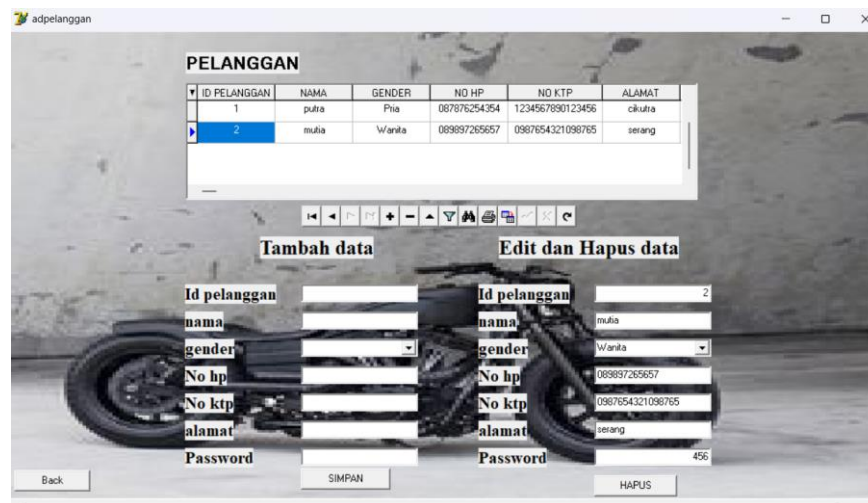 adpelanggan
PELANGGAN
ID PELANGGAN NAMA GENDER NO HP NO KTP ALAMAT
1 putra Pria 087876254354 1234567890123456 cikutra
2 mutia Wanita 089897265657 0987654321098765 serang
Tambah data Edit dan Hapus data
Id pelanggan Id pelanggan 2
nama nama mutia
gender gender Wanita
No hp No hp 089897265657
No ktp No ktp 0987654321098765
alamat alamat serang
Password Password 456
Back SIMPAN HAPUS